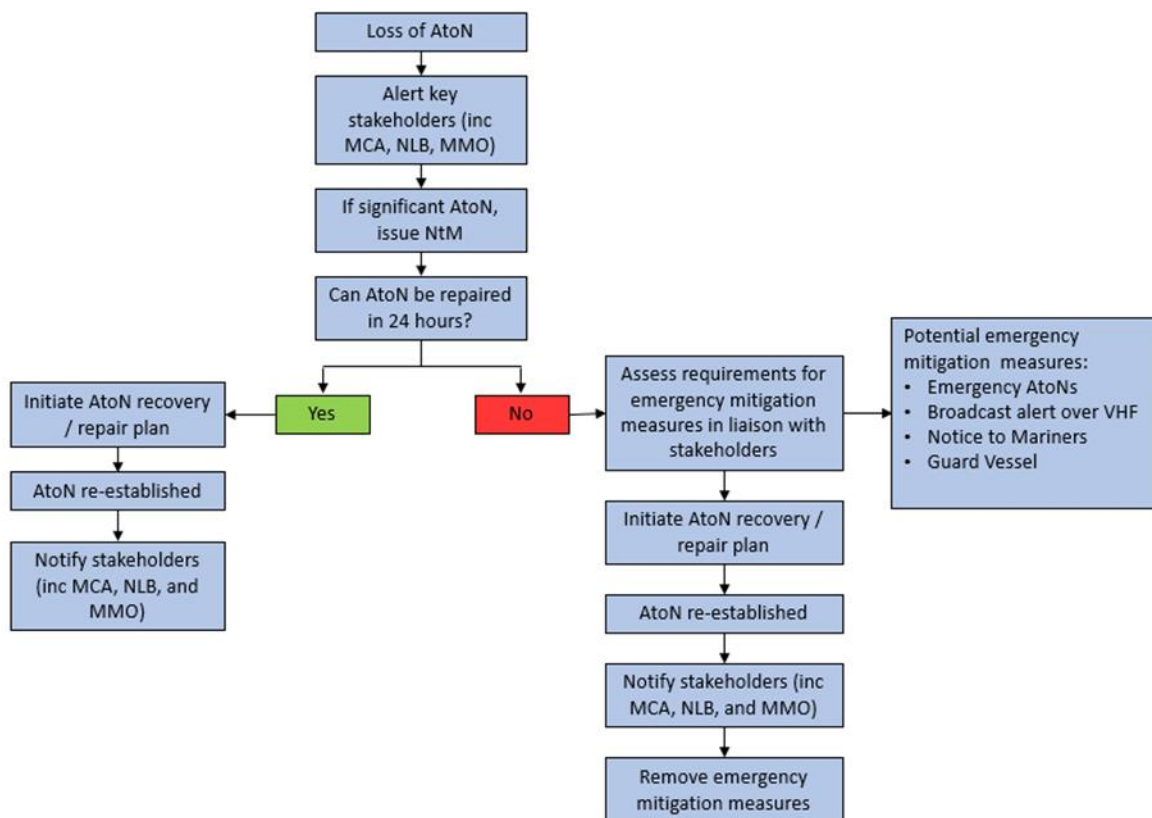 Loss of AtoN
Alert key
stakeholders (inc
MCA, NLB, MMO)
If significant AtoN,
issue NtM
Can AtoN be repaired
in 24 hours?
Yes
No
Initiate AtoN recovery
/ repair plan
AtoN re-established
Notify stakeholders
(inc MCA, NLB, and
MMO)
Assess requirements for
emergency mitigation
measures in liaison with
stakeholders
Initiate AtoN recovery /
repair plan
AtoN re-established
Notify stakeholders (inc
MCA, NLB, and MMO)
Remove emergency
mitigation measures
Potential emergency
mitigation measures:
• Emergency AtoNs
• Broadcast alert over VHF
• Notice to Mariners
• Guard Vessel